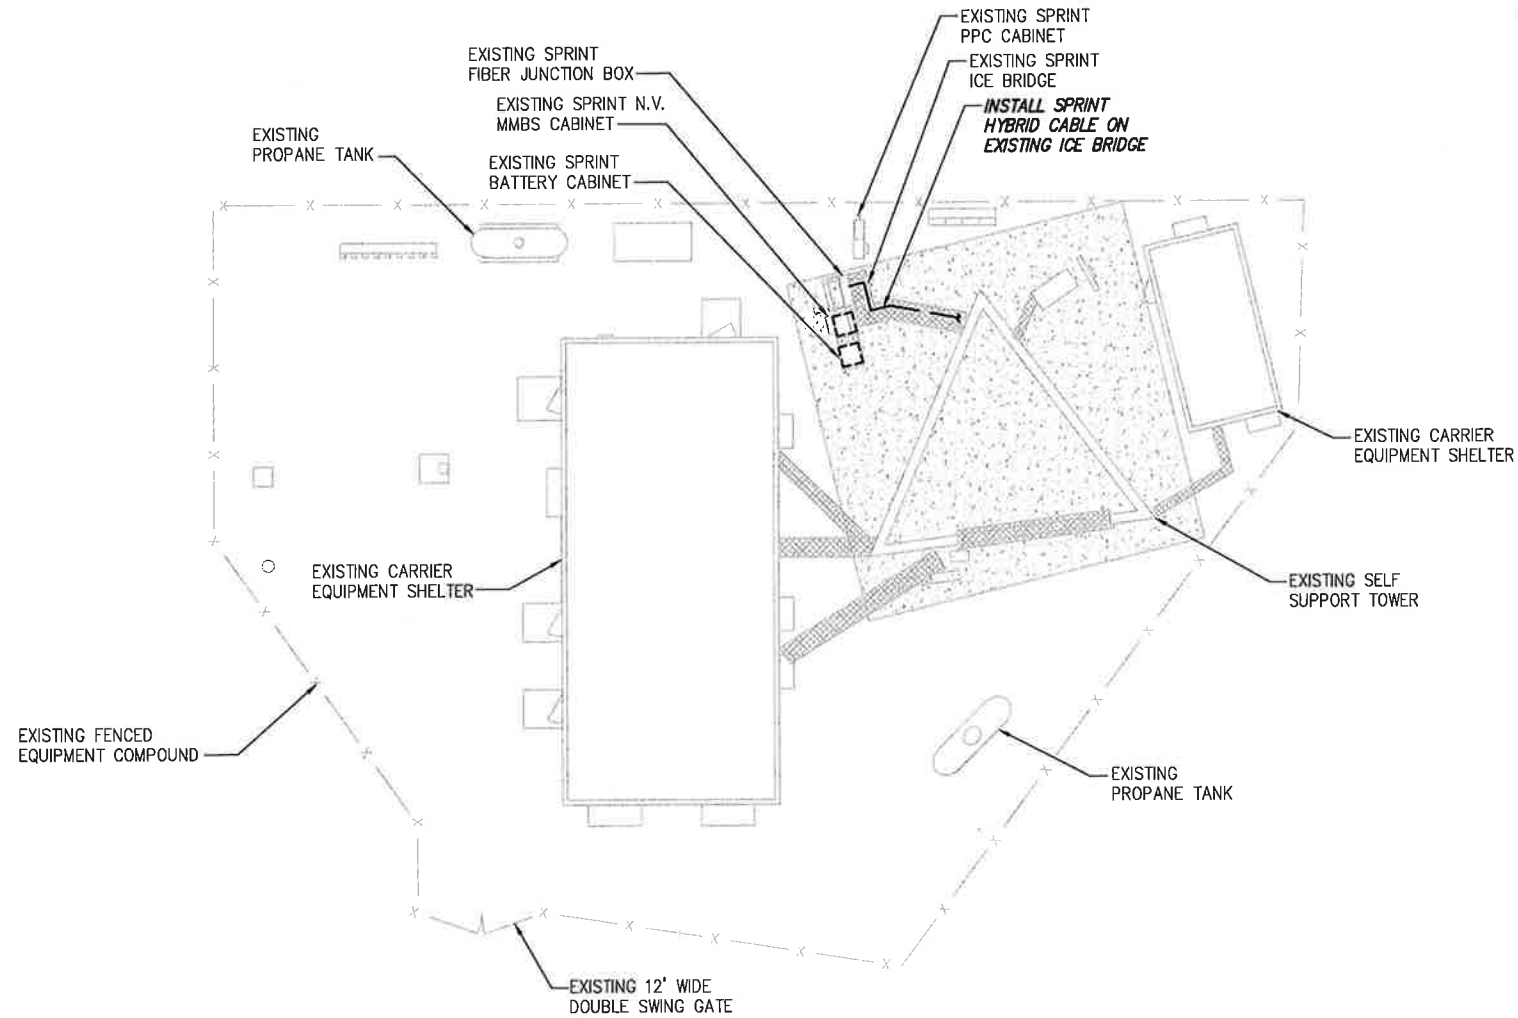 EXISTING SPRINT
PPC CABINET
EXISTING SPRINT
FIBER JUNCTION BOX
EXISTING SPRINT
ICE BRIDGE
EXISTING SPRINT N.V.
MMBS CABINET
INSTALL SPRINT
HYBRID CABLE ON
EXISTING ICE BRIDGE
EXISTING
PROPANE TANK
EXISTING SPRINT
BATTERY CABINET
EXISTING CARRIER
EQUIPMENT SHELTER
EXISTING CARRIER
EQUIPMENT SHELTER
EXISTING SELF
SUPPORT TOWER
EXISTING FENCED
EQUIPMENT COMPOUND
EXISTING
PROPANE TANK
EXISTING 12' WIDE
DOUBLE SWING GATE